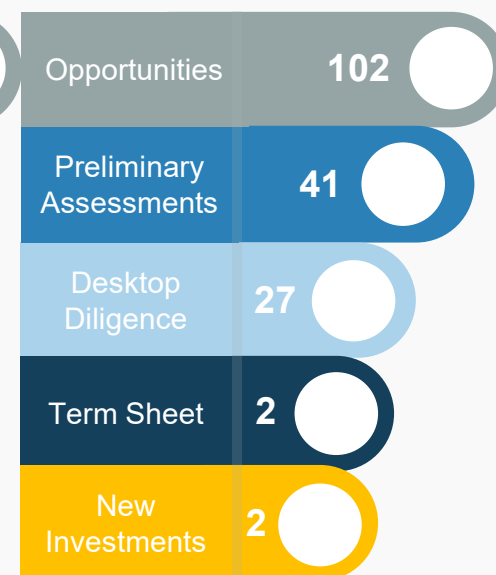 Opportunities 102
Preliminary
Assessments 41
Desktop
Diligence 27
Term Sheet 2
New
Investments 2